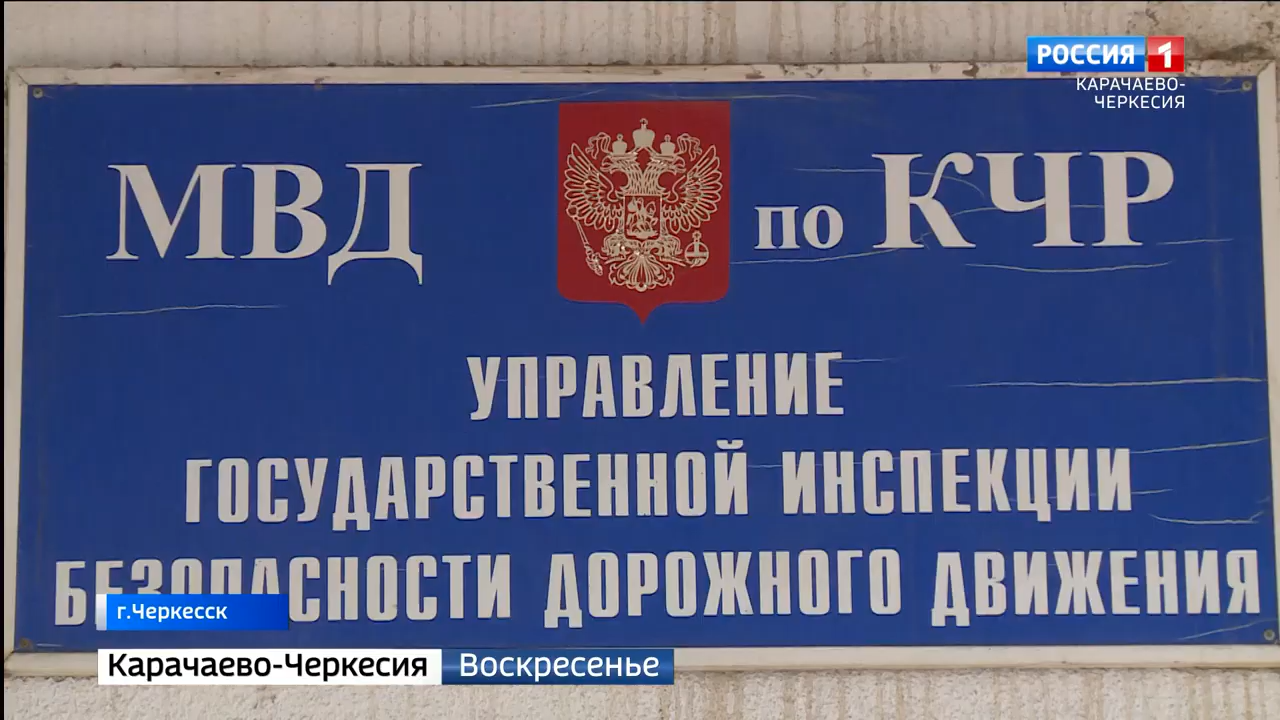 РОССИЯ 1
КАРАЧАЕВО-
ЧЕРКЕСИЯ
МВД по КЧР
УПРАВЛЕНИЕ
ГОСУДАРСТВЕННОЙ ИНСПЕКЦИИ
БЕЗОПАСНОСТИ ДОРОЖНОГО ДВИЖЕНИЯ
г.Черкесск
Карачаево-Черкесия Воскресенье